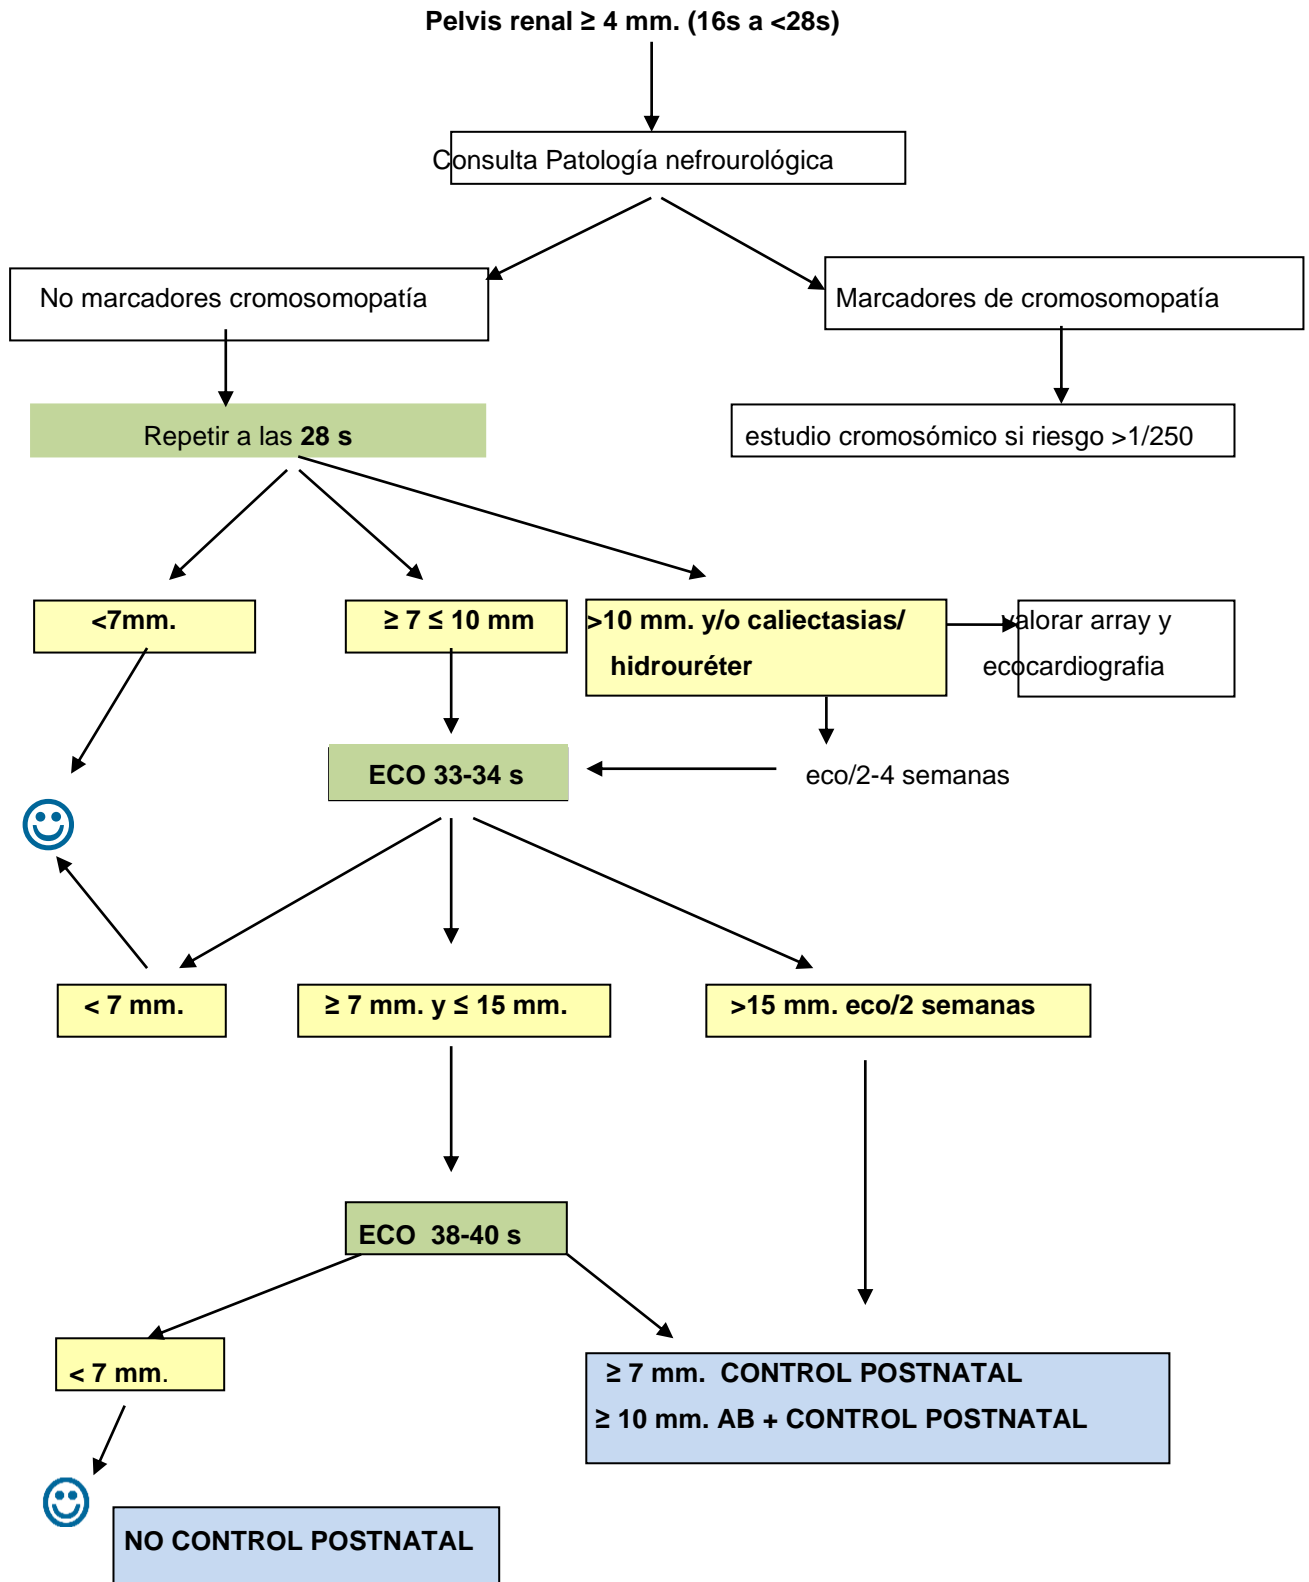 Pelvis renal ≥ 4 mm. (16s a <28s)
Consulta Patología nefrourológica
No marcadores cromosomopatía
Marcadores de cromosomopatía
Repetir a las 28 s
estudio cromosómico si riesgo >1/250
<7mm.
≥ 7 ≤ 10 mm
>10 mm. y/o caliectasias/
hidrouréter
valorar array y
ecocardiografia
ECO 33-34 s
eco/2-4 semanas
< 7 mm.
≥ 7 mm. y ≤ 15 mm.
>15 mm. eco/2 semanas
ECO 38-40 s
< 7 mm.
≥ 7 mm. CONTROL POSTNATAL
≥ 10 mm. AB + CONTROL POSTNATAL
NO CONTROL POSTNATAL